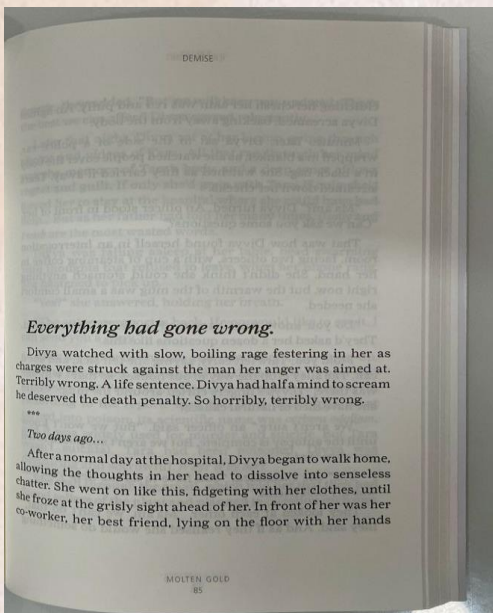 DEMISE
Everything had gone wrong.
Divya watched with slow, boiling rage festering in her as
charges were struck against the man her anger was aimed at.
Terribly wrong. A life sentence. Divya had half a mind to scream
he deserved the death penalty. So horribly, terribly wrong.
***
Two days ago...
After a normal day at the hospital, Divya began to walk home,
allowing the thoughts in her head to dissolve into senseless
chatter. She went on like this, fidgeting with her clothes, until
she froze at the grisly sight ahead of her. In front of her was her
co-worker, her best friend, lying on the floor with her hands
MOLTEN GOLD
85